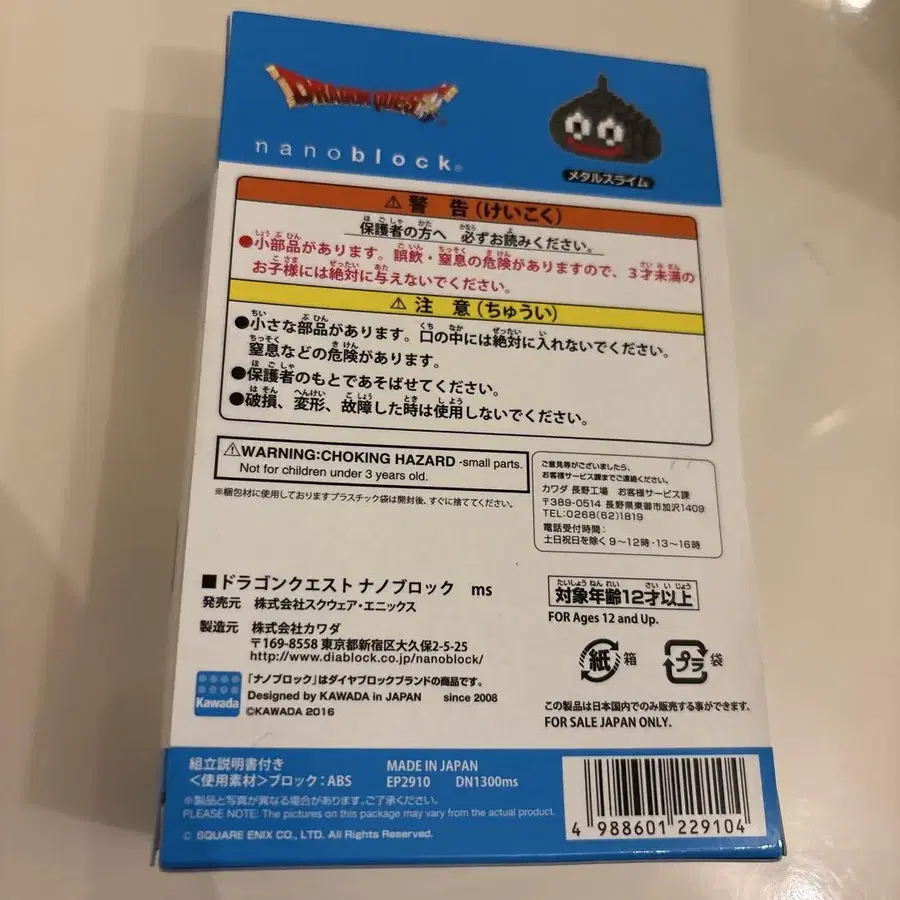 DRAGON QUEST
nanoblock®
メタルスライム
⚠警 告(けいこく)
保護者の方へ 必ずお読みください。
●小部品があります。誤飲・窒息の危険がありますので、3才未満の
お子様には絶対に与えないでください。
⚠注 意(ちゅうい)
●小さな部品があります。口の中には絶対に入れないでください。
窒息などの危険があります。
●保護者のもとであそばせてください。
●破損、変形、故障した時は使用しないでください。
⚠WARNING:CHOKING HAZARD -small parts.
Not for children under 3 years old.
※梱包材に使用しておりますプラスチック袋は開封後、すぐに捨ててください。
ご意見等がございましたら、
お客様サービス課までご連絡ください。
カワダ 長野工場 お客様サービス課
〒389-0514 長野県東御市加沢1409
TEL:0268(62)1819
電話受付時間:
土日祝日を除く9~12時・13~16時
■ドラゴンクエスト ナノブロック ms
発売元 株式会社スクウェア・エニックス
製造元 株式会社カワダ
〒169-8558 東京都新宿区大久保2-5-25
http://www.diablock.co.jp/nanoblock/
Kawada
「ナノブロック」はダイヤブロックブランドの商品です。
Designed by KAWADA in JAPAN since 2008
©KAWADA 2016
対象年齢12才以上
FOR Ages 12 and Up.
紙 箱
プラ 袋
この製品は日本国内でのみ販売する事ができます。
FOR SALE JAPAN ONLY.
組立説明書付き
<使用素材>ブロック:ABS
MADE IN JAPAN
EP2910 DN1300ms
※製品と写真が異なる場合があります。ご了承ください。
PLEASE NOTE: The pictures on this package may vary from the actual product.
© SQUARE ENIX CO., LTD. All Rights Reserved.
4 988601 229104